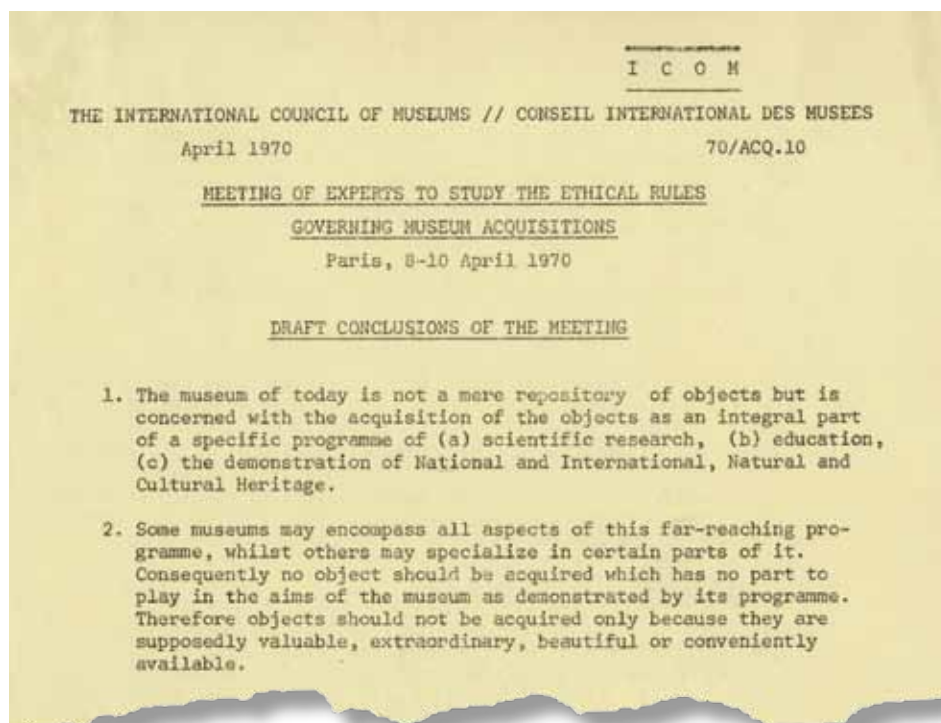 I C O M
THE INTERNATIONAL COUNCIL OF MUSEUMS // CONSEIL INTERNATIONAL DES MUSEES
April 1970 70/ACQ.10
MEETING OF EXPERTS TO STUDY THE ETHICAL RULES
GOVERNING MUSEUM ACQUISITIONS
Paris, 8-10 April 1970
DRAFT CONCLUSIONS OF THE MEETING
1. The museum of today is not a mere repository of objects but is
concerned with the acquisition of the objects as an integral part
of a specific programme of (a) scientific research, (b) education,
(c) the demonstration of National and International, Natural and
Cultural Heritage.
2. Some museums may encompass all aspects of this far-reaching pro-
gramme, whilst others may specialize in certain parts of it.
Consequently no object should be acquired which has no part to
play in the aims of the museum as demonstrated by its programme.
Therefore objects should not be acquired only because they are
supposedly valuable, extraordinary, beautiful or conveniently
available.